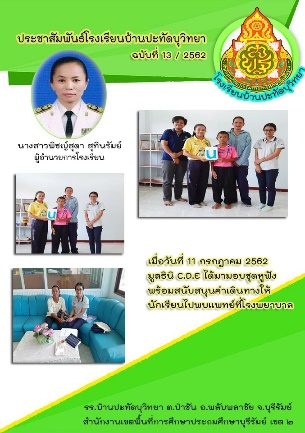 ประชาสัมพันธ์โรงเรียนบ้านปะทัดบุวิทยา
ฉบับที่ 13 / 2562
โรงเรียนบ้านปะทัดบุวิทยา
นางสาวพิชญ์สุดา สุทินรัมย์
ผู้อำนวยการโรงเรียน
เมื่อวันที่ 11 กรกฎาคม 2562
มูลนิธิ C.D.E ได้มามอบชุดหูฟัง
พร้อมสนับสนุนค่าเดินทางให้
นักเรียนไปพบแพทย์ที่โรงพยาบาล
รร.บ้านปะทัดบุวิทยา ต.ป่าชัน อ.พลับพลาชัย จ.บุรีรัมย์
สำนักงานเขตพื้นที่การศึกษาประถมศึกษาบุรีรัมย์ เขต ๒